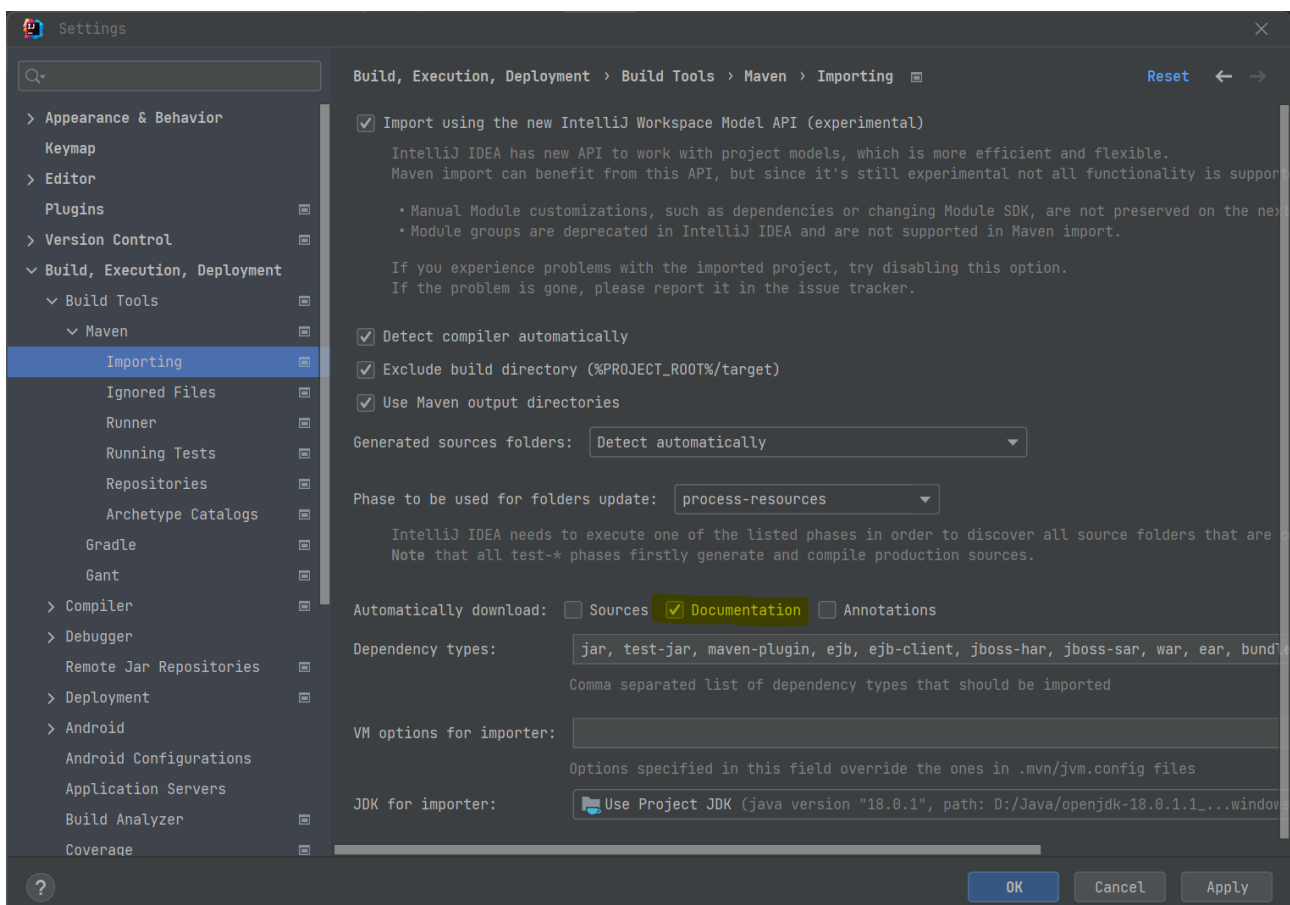 Settings
Build, Execution, Deployment › Build Tools › Maven › Importing
Reset
Appearance & Behavior
Keymap
Editor
Plugins
Version Control
Build, Execution, Deployment
Build Tools
Maven
Importing
Ignored Files
Runner
Running Tests
Repositories
Archetype Catalogs
Gradle
Gant
Compiler
Debugger
Remote Jar Repositories
Deployment
Android
Android Configurations
Application Servers
Build Analyzer
Coverage
Import using the new IntelliJ Workspace Model API (experimental)
IntelliJ IDEA has new API to work with project models, which is more efficient and flexible.
Maven import can benefit from this API, but since it's still experimental not all functionality is support
• Manual Module customizations, such as dependencies or changing Module SDK, are not preserved on the nex
• Module groups are deprecated in IntelliJ IDEA and are not supported in Maven import.
If you experience problems with the imported project, try disabling this option.
If the problem is gone, please report it in the issue tracker.
Detect compiler automatically
Exclude build directory (%PROJECT_ROOT%/target)
Use Maven output directories
Generated sources folders: Detect automatically
Phase to be used for folders update: process-resources
IntelliJ IDEA needs to execute one of the listed phases in order to discover all source folders that are c
Note that all test-* phases firstly generate and compile production sources.
Automatically download: Sources Documentation Annotations
Dependency types: jar, test-jar, maven-plugin, ejb, ejb-client, jboss-har, jboss-sar, war, ear, bundle
Comma separated list of dependency types that should be imported
VM options for importer:
Options specified in this field override the ones in .mvn/jvm.config files
JDK for importer: Use Project JDK (java version "18.0.1", path: D:/Java/openjdk-18.0.1.1_...windows
?
OK
Cancel
Apply